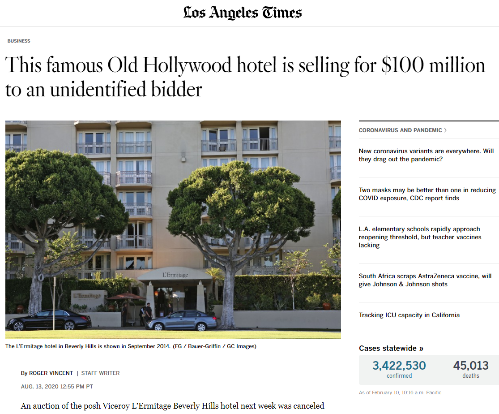 Los Angeles Times
BUSINESS
This famous Old Hollywood hotel is selling for $100 million
to an unidentified bidder
L'Ermitage
L'Ermitage
The L'Ermitage hotel in Beverly Hills is shown in September 2014. (FG / Bauer-Griffin / GC Images)
By ROGER VINCENT | STAFF WRITER
AUG. 13, 2020 12:55 PM PT
An auction of the posh Viceroy L'Ermitage Beverly Hills hotel next week was canceled
CORONAVIRUS AND PANDEMIC >
New coronavirus variants are everywhere. Will
they drag out the pandemic?
Two masks may be better than one in reducing
COVID exposure, CDC report finds
L.A. elementary schools rapidly approach
reopening threshold, but teacher vaccines
lacking
South Africa scraps AstraZeneca vaccine, will
give Johnson & Johnson shots
Tracking ICU capacity in California
Cases statewide »
3,422,530
confirmed
45,013
deaths
As of February 10, Pacific